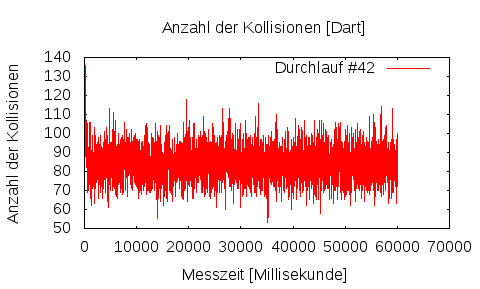 Anzahl der Kollisionen [Dart]
Durchlauf #42
Anzahl der Kollisionen
140
130
120
110
100
90
80
70
60
50
0 10000 20000 30000 40000 50000 60000 70000
Messzeit [Millisekunde]